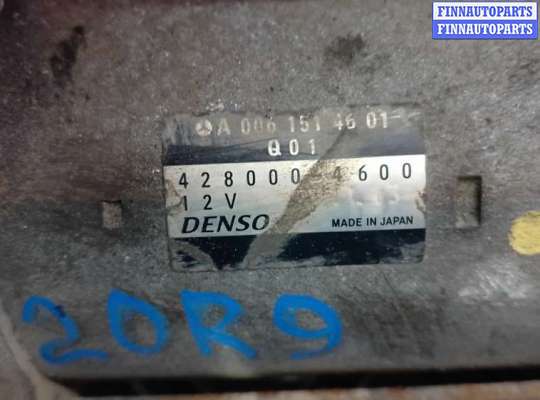 FINNAUTOPARTS
FINNAUTOPARTS
A 006 151 46 01
Q01
428000-4600
12V
DENSO MADE IN JAPAN
20R9